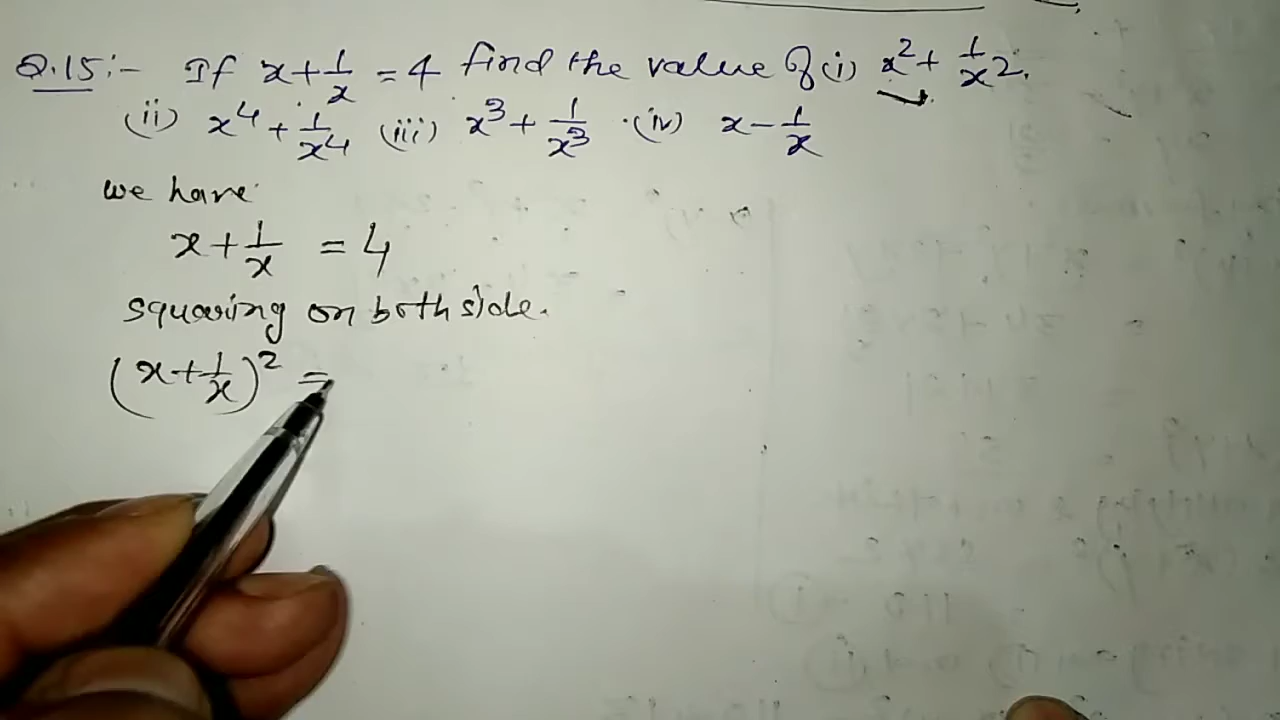 Q.15:- If x+1/x = 4 find the value of (i) x² + 1/x2.
(ii) x⁴ + 1/x⁴ (iii) x³ + 1/x³ .(iv) x - 1/x
we have
x + 1/x = 4
squaring on both side.
(x+1/x)² =